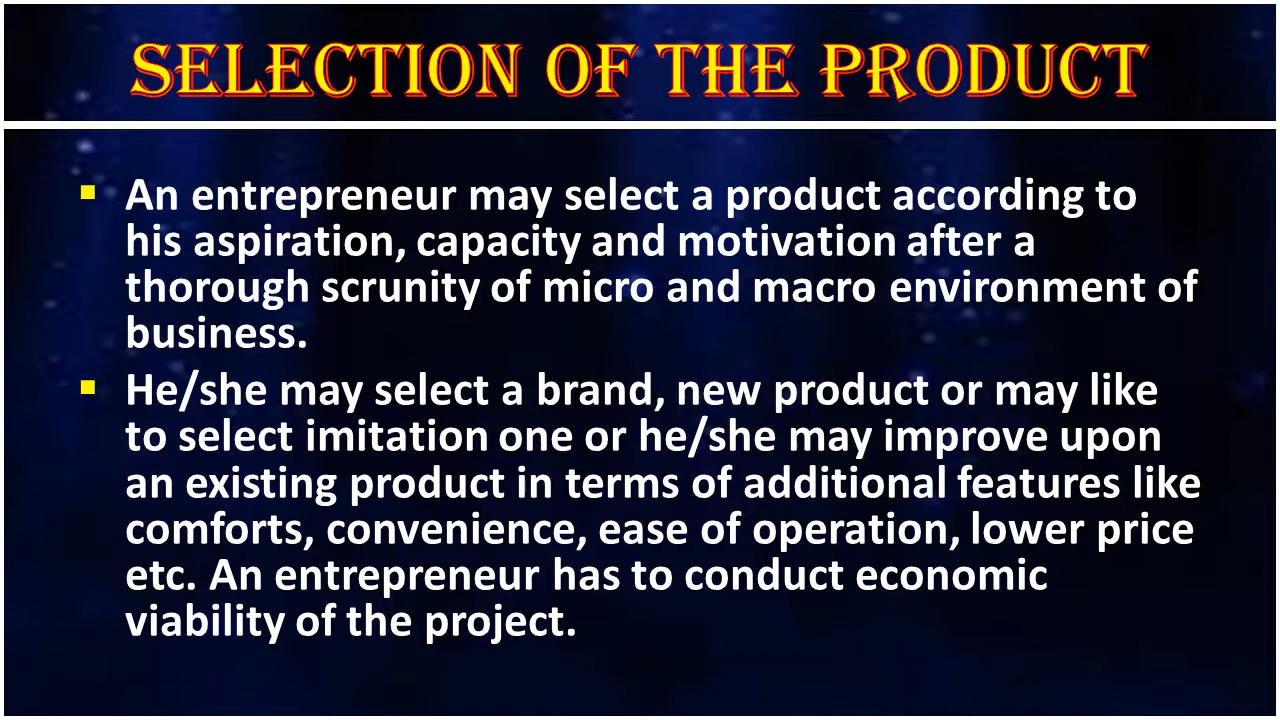 SELECTION OF THE PRODUCT
▪ An entrepreneur may select a product according to
his aspiration, capacity and motivation after a
thorough scrunity of micro and macro environment of
business.
▪ He/she may select a brand, new product or may like
to select imitation one or he/she may improve upon
an existing product in terms of additional features like
comforts, convenience, ease of operation, lower price
etc. An entrepreneur has to conduct economic
viability of the project.